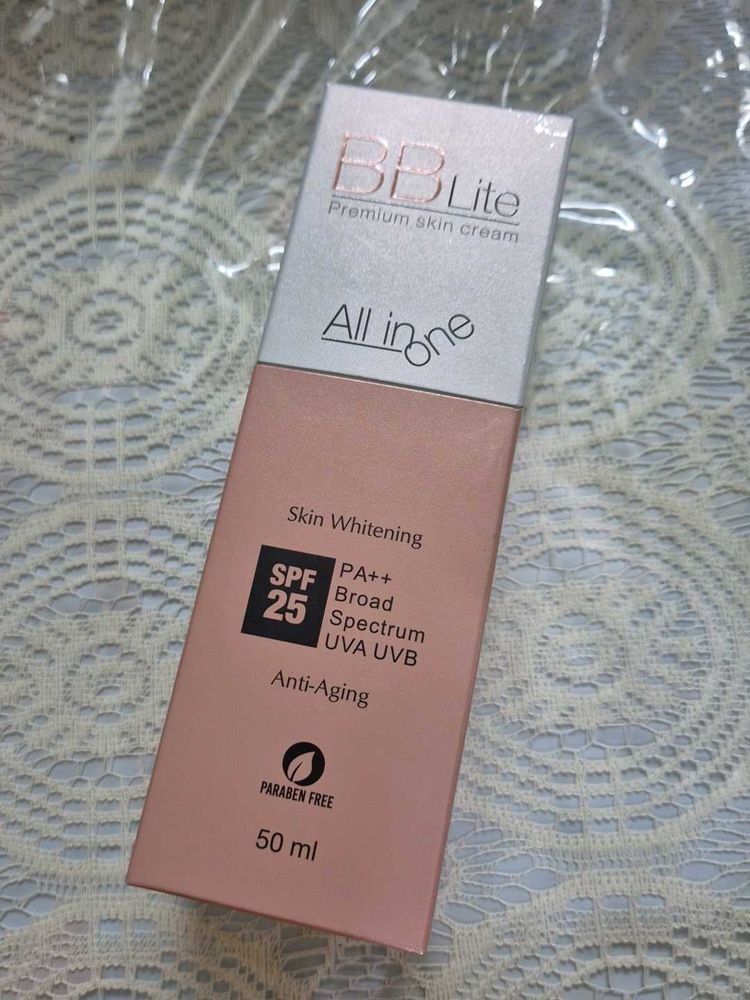 BB Lite
Premium skin cream
All in one
Skin Whitening
SPF
25
PA++
Broad
Spectrum
UVA UVB
Anti-Aging
PARABEN FREE
50 ml